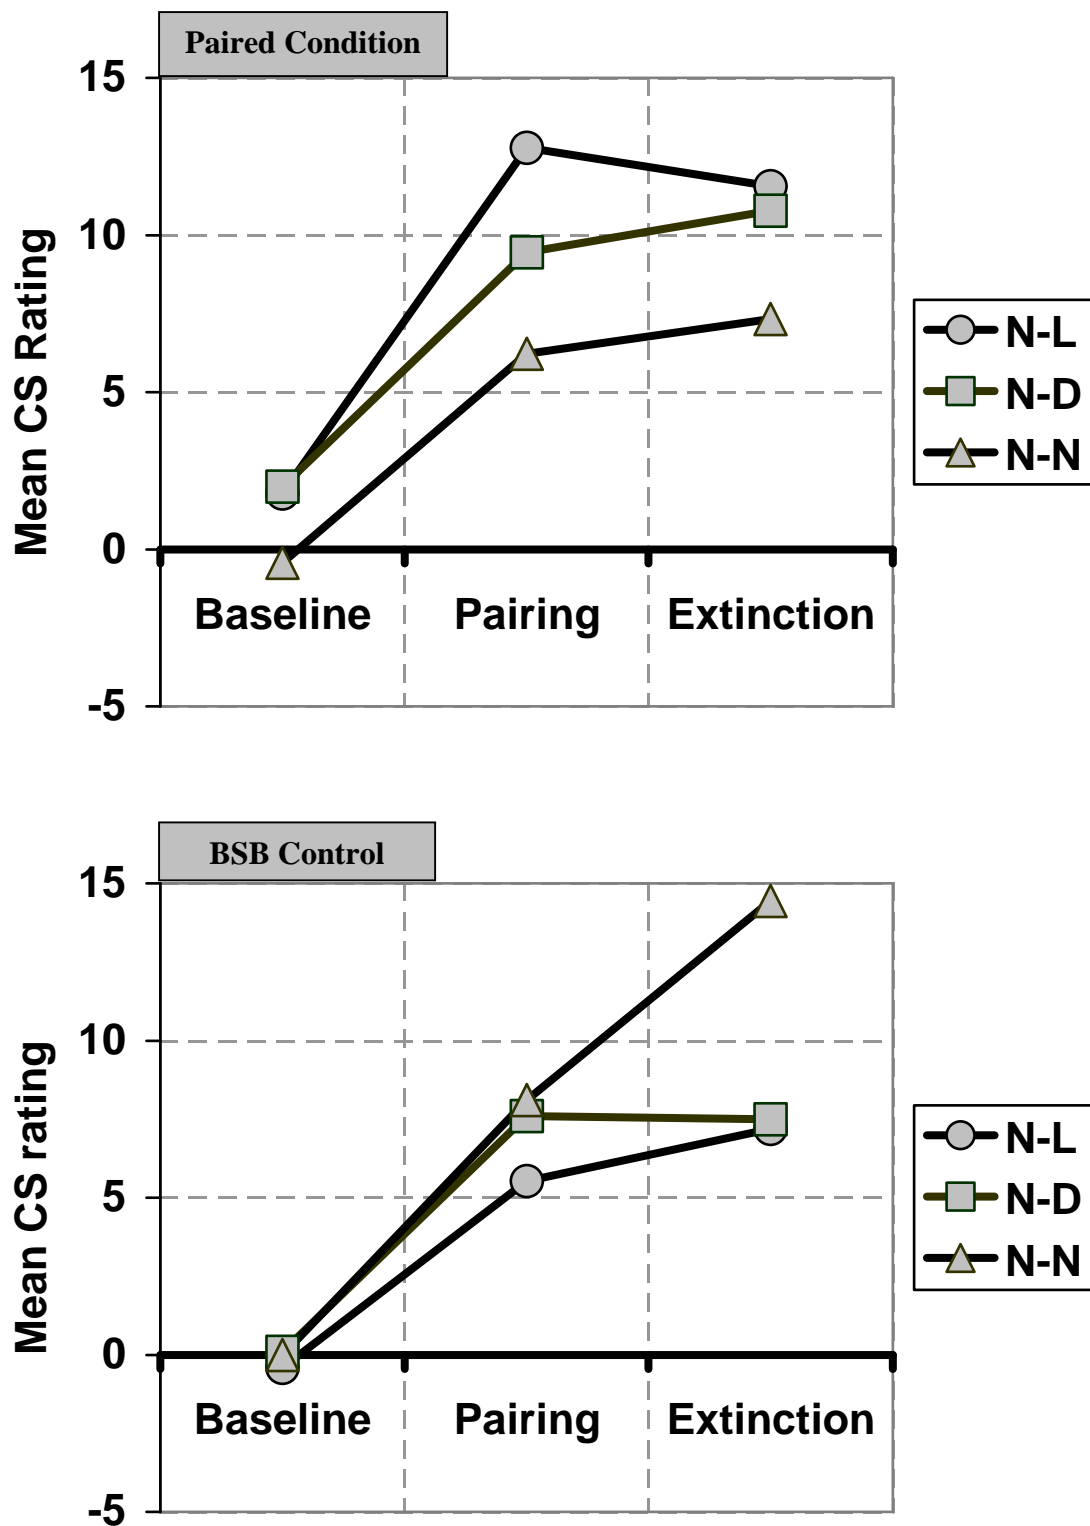 Paired Condition
15
10
5
0
-5
Mean CS Rating
Baseline
Pairing
Extinction
N-L
N-D
N-N
BSB Control
15
10
5
0
-5
Mean CS rating
Baseline
Pairing
Extinction
N-L
N-D
N-N